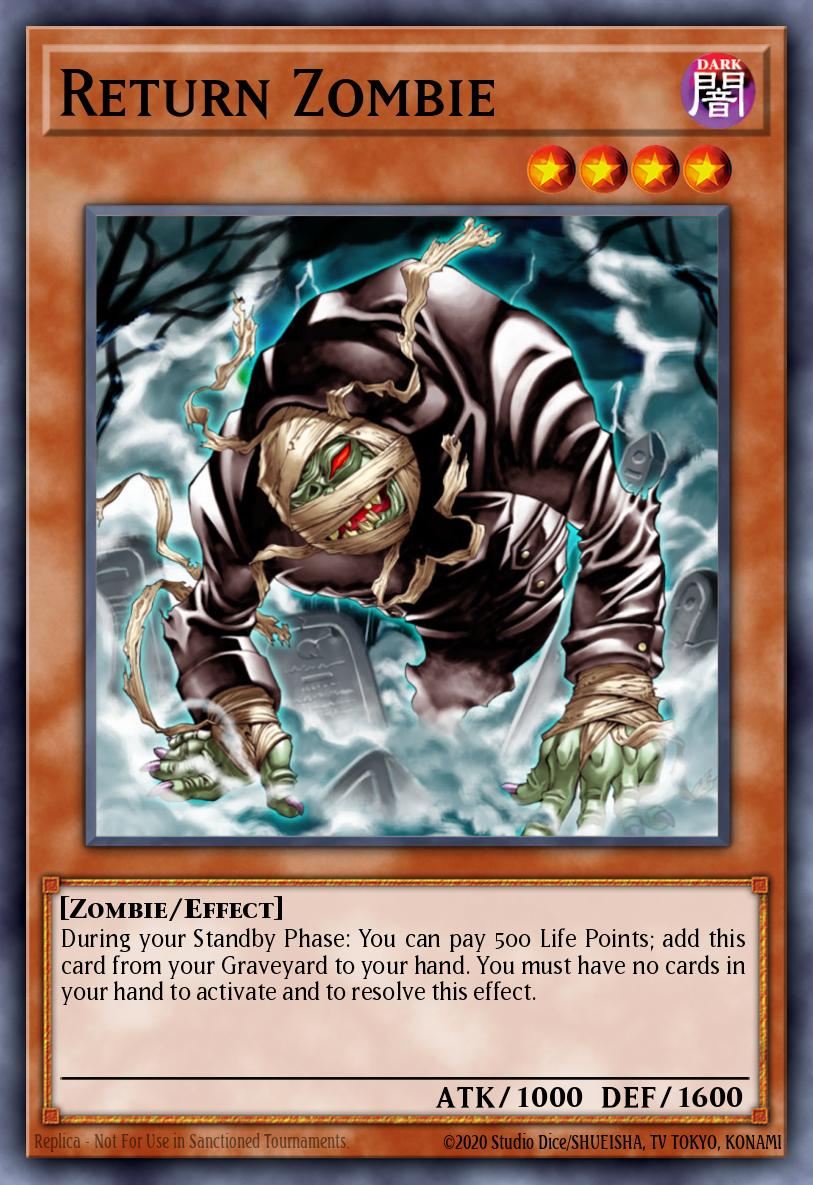 Return Zombie
DARK
闇
[Zombie/Effect]
During your Standby Phase: You can pay 500 Life Points; add this
card from your Graveyard to your hand. You must have no cards in
your hand to activate and to resolve this effect.
ATK/1000 DEF/1600
Replica - Not For Use in Sanctioned Tournaments.
©2020 Studio Dice/SHUEISHA, TV TOKYO, KONAMI